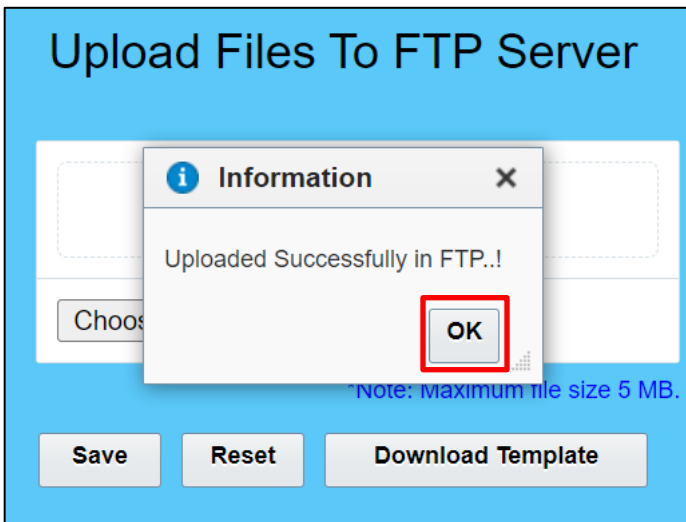 Upload Files To FTP Server
Information
Uploaded Successfully in FTP..!
Choos
OK
*Note: Maximum file size 5 MB.
Save Reset Download Template